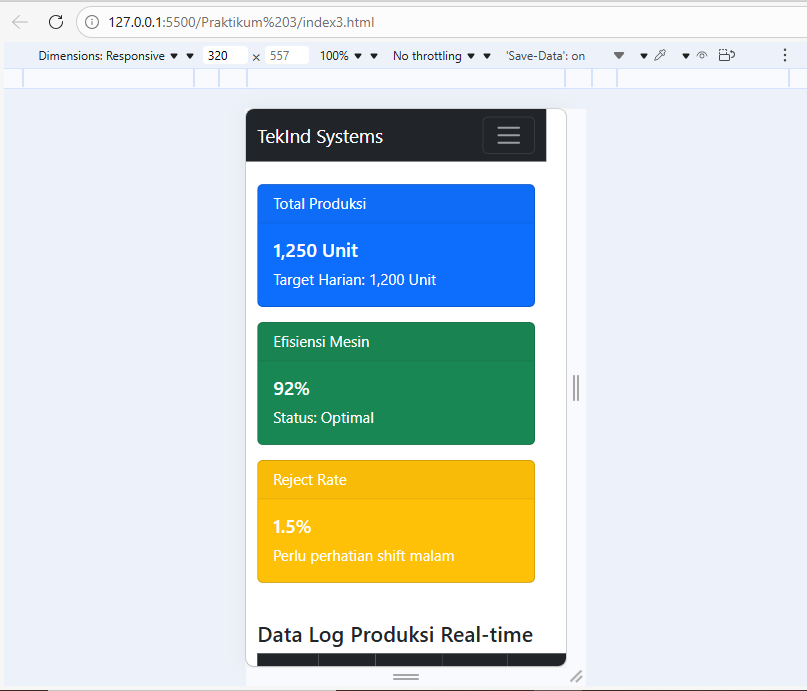 127.0.0.1:5500/Praktikum%203/index3.html
Dimensions: Responsive 320 × 557 100% No throttling 'Save-Data': on
TekInd Systems
Total Produksi
1,250 Unit
Target Harian: 1,200 Unit
Efisiensi Mesin
92%
Status: Optimal
Reject Rate
1.5%
Perlu perhatian shift malam
Data Log Produksi Real-time